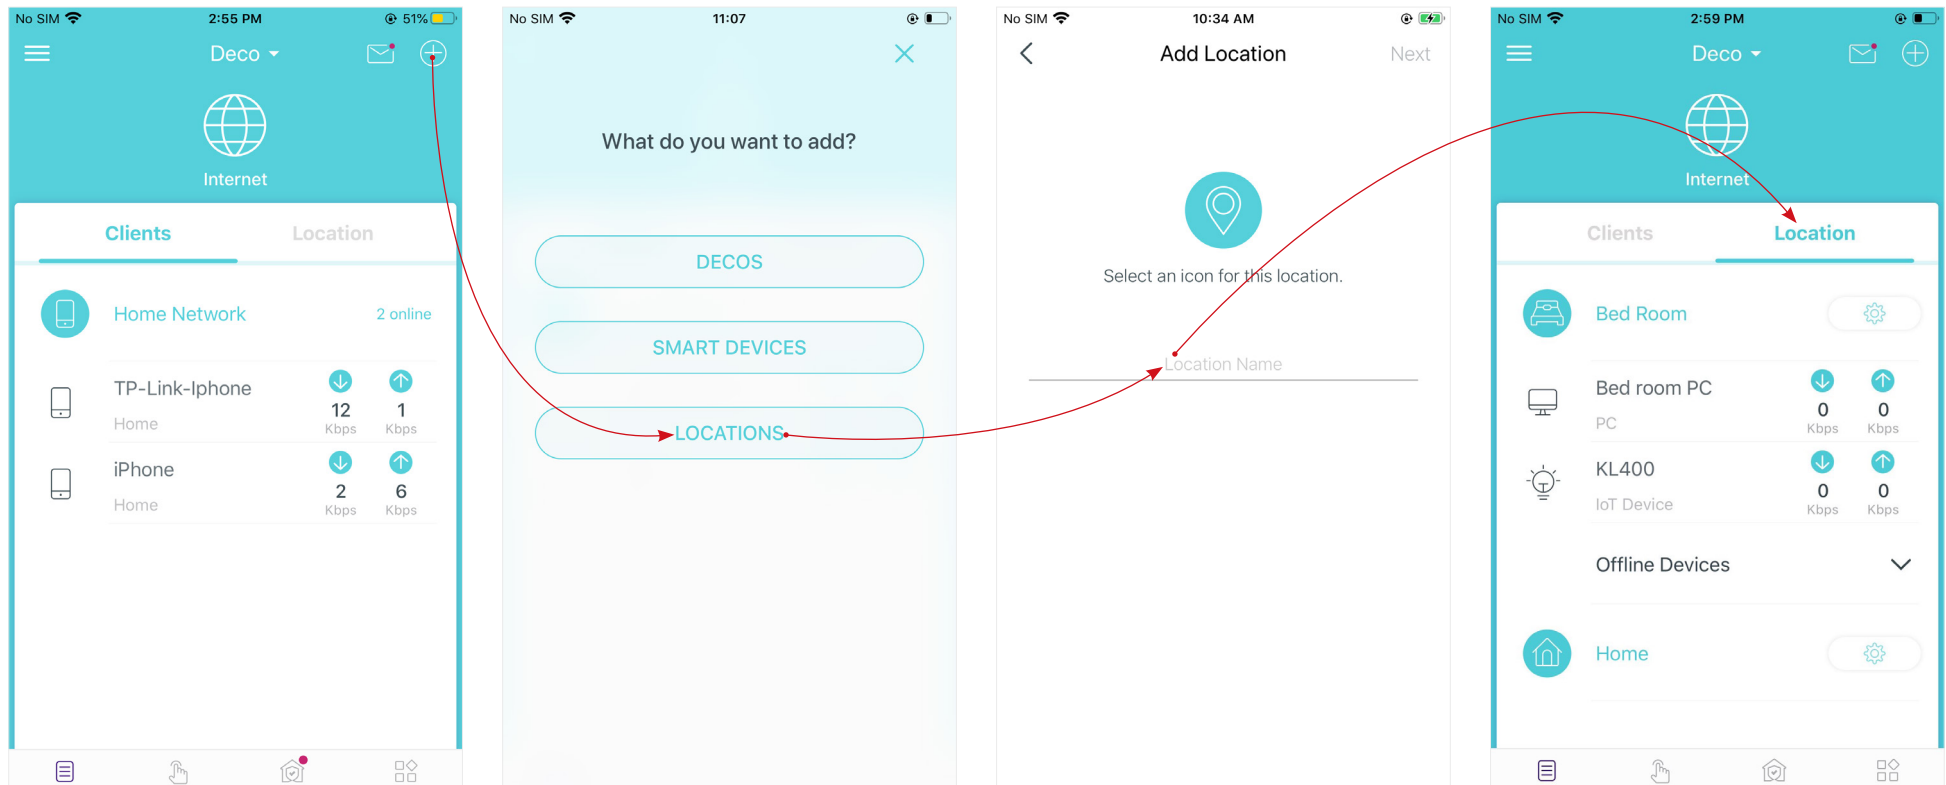 No SIM 2:55 PM 51%
Deco
Internet
Clients Location
Home Network 2 online
TP-Link-Iphone
Home
12 1
Kbps Kbps
iPhone
Home
2 6
Kbps Kbps
No SIM 11:07
What do you want to add?
DECOS
SMART DEVICES
LOCATIONS
No SIM 10:34 AM
Add Location Next
Select an icon for this location.
Location Name
No SIM 2:59 PM
Deco
Internet
Clients Location
Bed Room
Bed room PC
PC
0 0
Kbps Kbps
KL400
IoT Device
0 0
Kbps Kbps
Offline Devices
Home